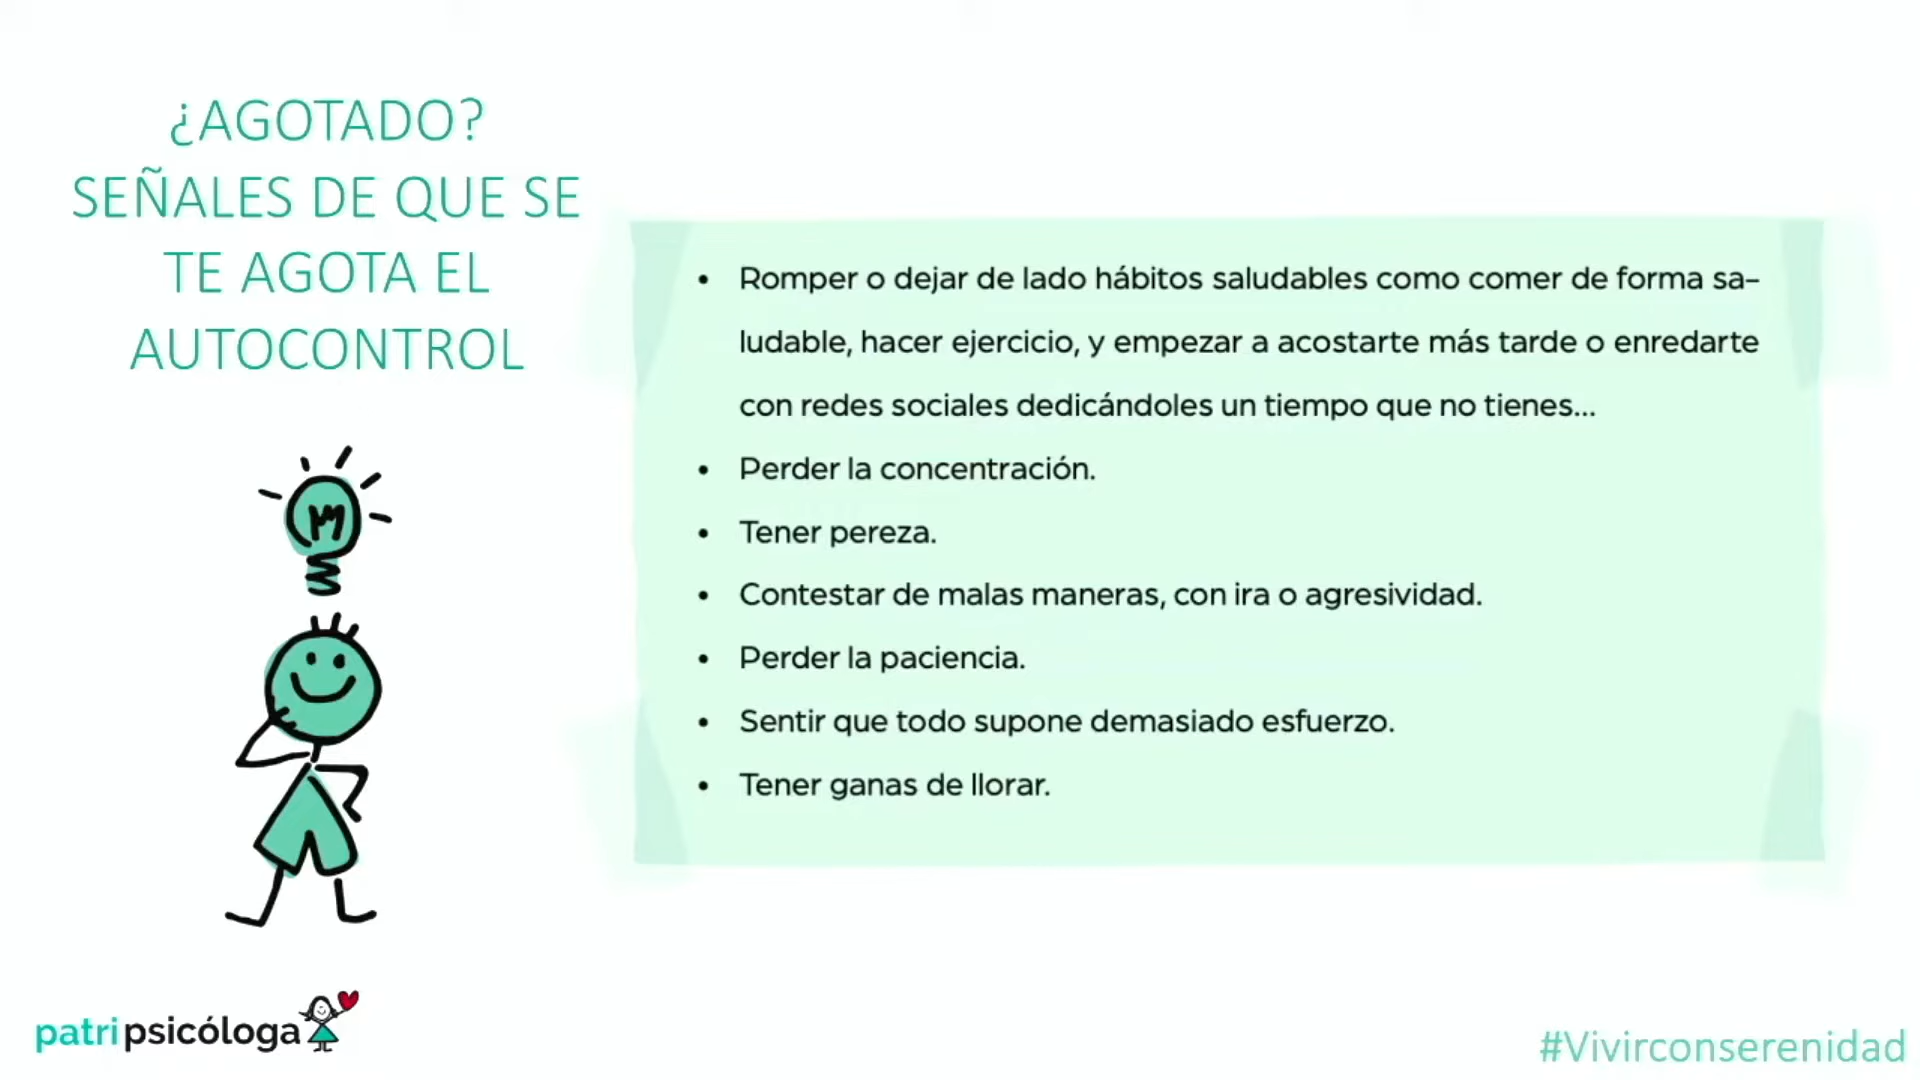 ¿AGOTADO?
SEÑALES DE QUE SE
TE AGOTA EL
AUTOCONTROL
• Romper o dejar de lado hábitos saludables como comer de forma sa-
ludable, hacer ejercicio, y empezar a acostarte más tarde o enredarte
con redes sociales dedicándoles un tiempo que no tienes...
• Perder la concentración.
• Tener pereza.
• Contestar de malas maneras, con ira o agresividad.
• Perder la paciencia.
• Sentir que todo supone demasiado esfuerzo.
• Tener ganas de llorar.
patripsicóloga
#Vivirconserenidad